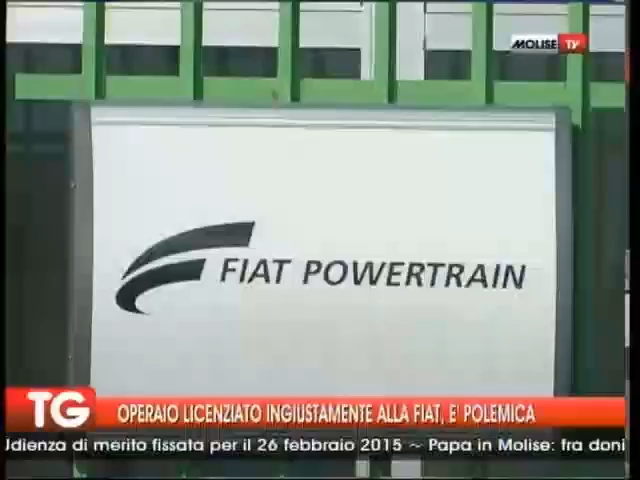 MOLISE TV
FIAT POWERTRAIN
TG OPERAIO LICENZIATO INGIUSTAMENTE ALLA FIAT, E' POLEMICA
Udienza di merito fissata per il 26 febbraio 2015 ~ Papa in Molise: fra doni